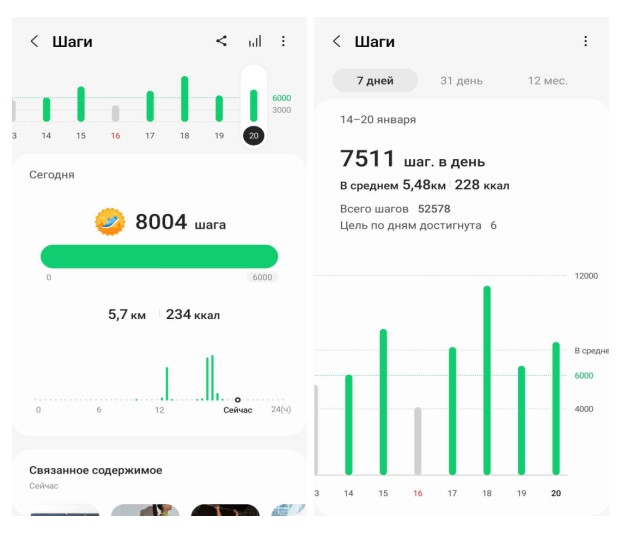 Шаги
6000
3000
3 14 15 16 17 18 19 20
Сегодня
8004 шага
0 6000
5,7 км 234 ккал
0 6 12 Сейчас 24(ч)
Связанное содержимое
Сейчас
Шаги
7 дней 31 день 12 мес.
14–20 января
7511 шаг. в день
В среднем 5,48км 228 ккал
Всего шагов 52578
Цель по дням достигнута 6
12000
В средне
6000
4000
3 14 15 16 17 18 19 20